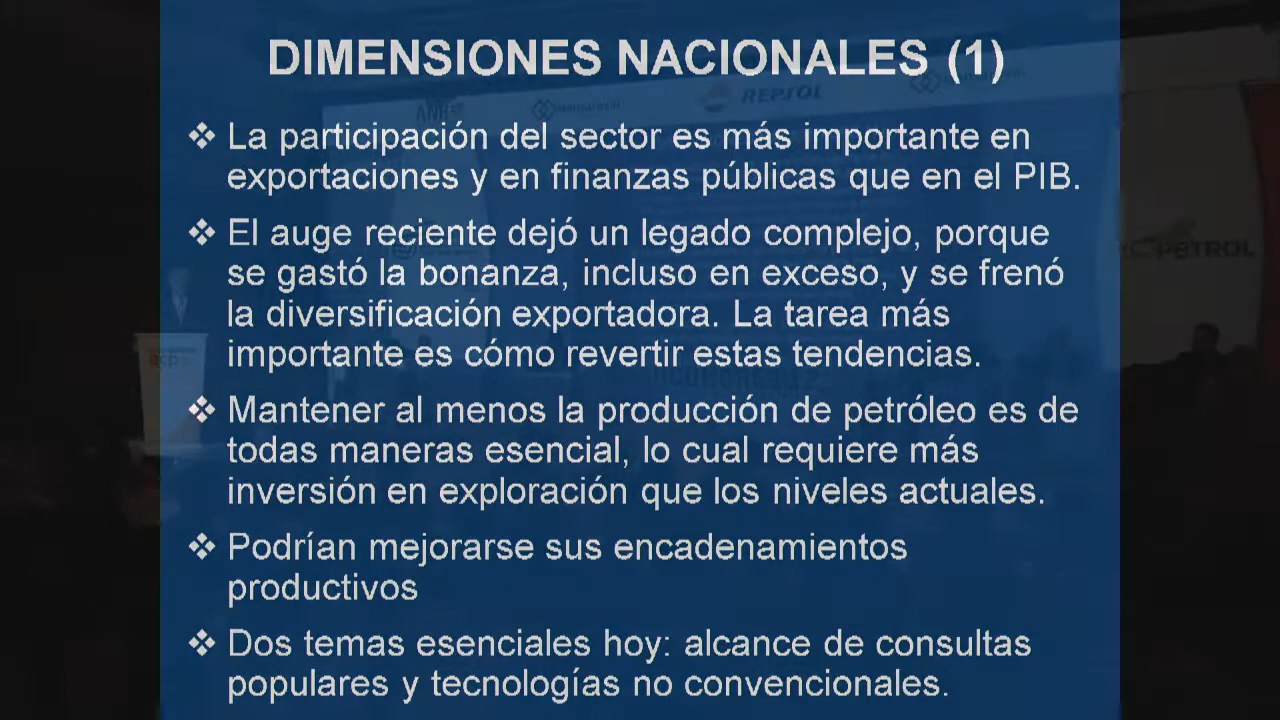 DIMENSIONES NACIONALES (1)
REPSOL
❖ La participación del sector es más importante en
exportaciones y en finanzas públicas que en el PIB.
❖ El auge reciente dejó un legado complejo, porque
se gastó la bonanza, incluso en exceso, y se frenó
la diversificación exportadora. La tarea más
importante es cómo revertir estas tendencias.
PETROL
acp
❖ Mantener al menos la producción de petróleo es de
todas maneras esencial, lo cual requiere más
inversión en exploración que los niveles actuales.
❖ Podrían mejorarse sus encadenamientos
productivos
❖ Dos temas esenciales hoy: alcance de consultas
populares y tecnologías no convencionales.